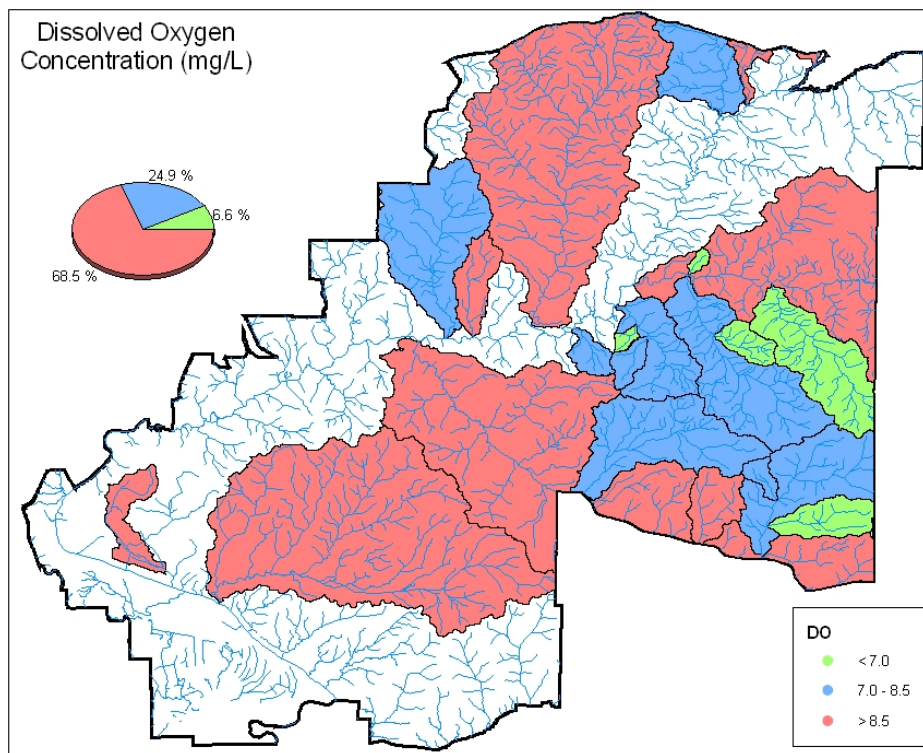 Dissolved Oxygen
Concentration (mg/L)
24.9 %
6.6 %
68.5 %
DO
<7.0
7.0 - 8.5
> 8.5